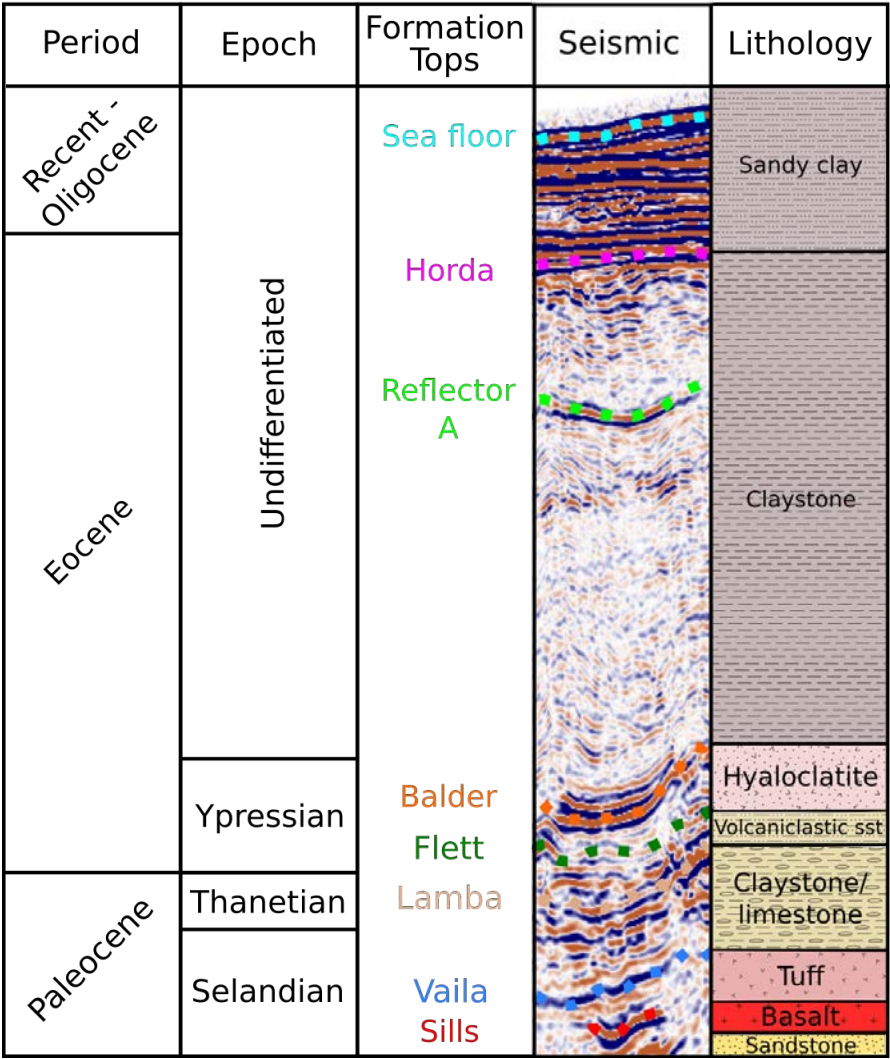 Period
Epoch
Formation
Tops
Seismic
Lithology
Recent -
Oligocene
Eocene
Paleocene
Undifferentiated
Ypressian
Thanetian
Selandian
Sea floor
Horda
Reflector
A
Balder
Flett
Lamba
Vaila
Sills
Sandy clay
Claystone
Hyaloclatite
Volcaniclastic sst
Claystone/
limestone
Tuff
Basalt
Sandstone